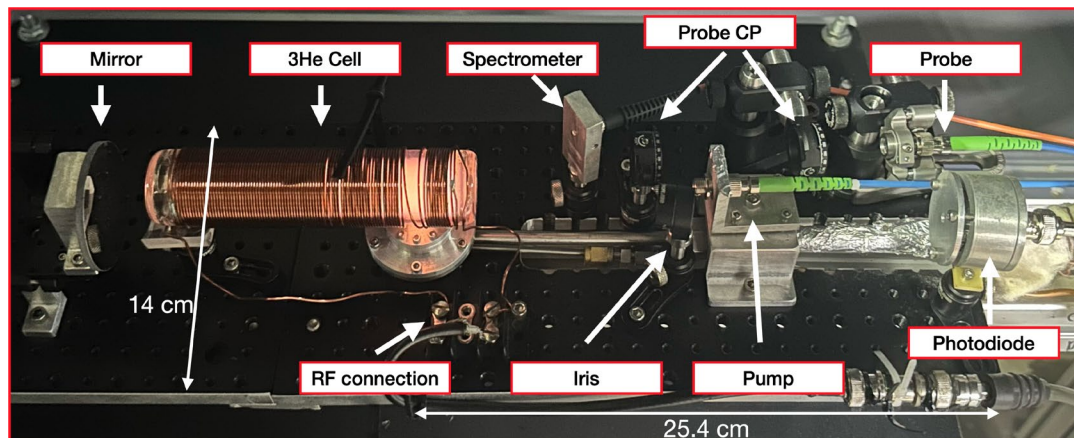 Mirror
3He Cell
Spectrometer
Probe CP
Probe
14 cm
RF connection
Iris
Pump
Photodiode
25.4 cm